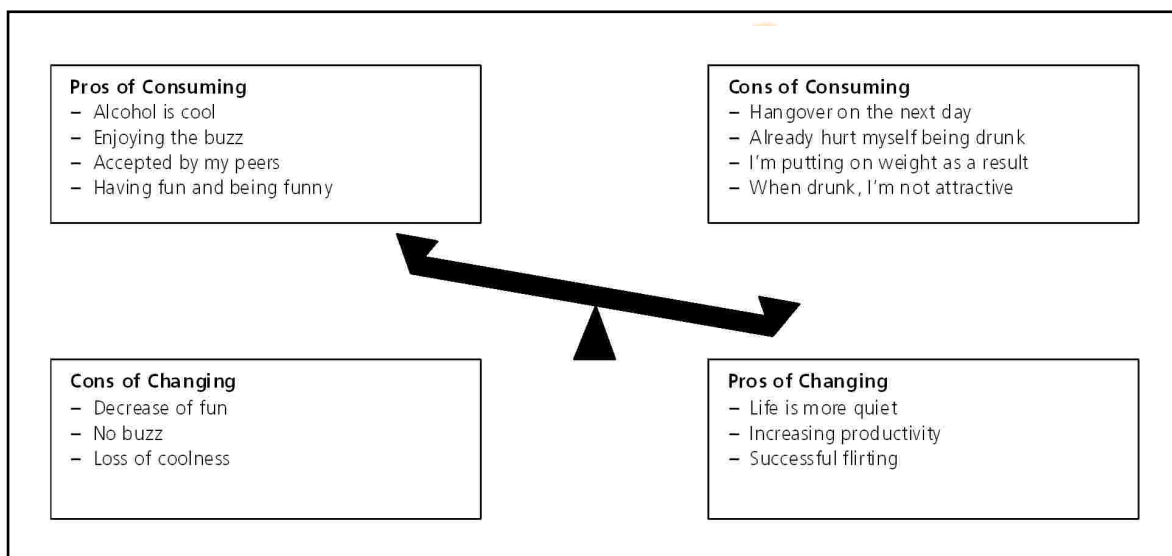 Pros of Consuming
– Alcohol is cool
– Enjoying the buzz
– Accepted by my peers
– Having fun and being funny
Cons of Consuming
– Hangover on the next day
– Already hurt myself being drunk
– I'm putting on weight as a result
– When drunk, I'm not attractive
Cons of Changing
– Decrease of fun
– No buzz
– Loss of coolness
Pros of Changing
– Life is more quiet
– Increasing productivity
– Successful flirting